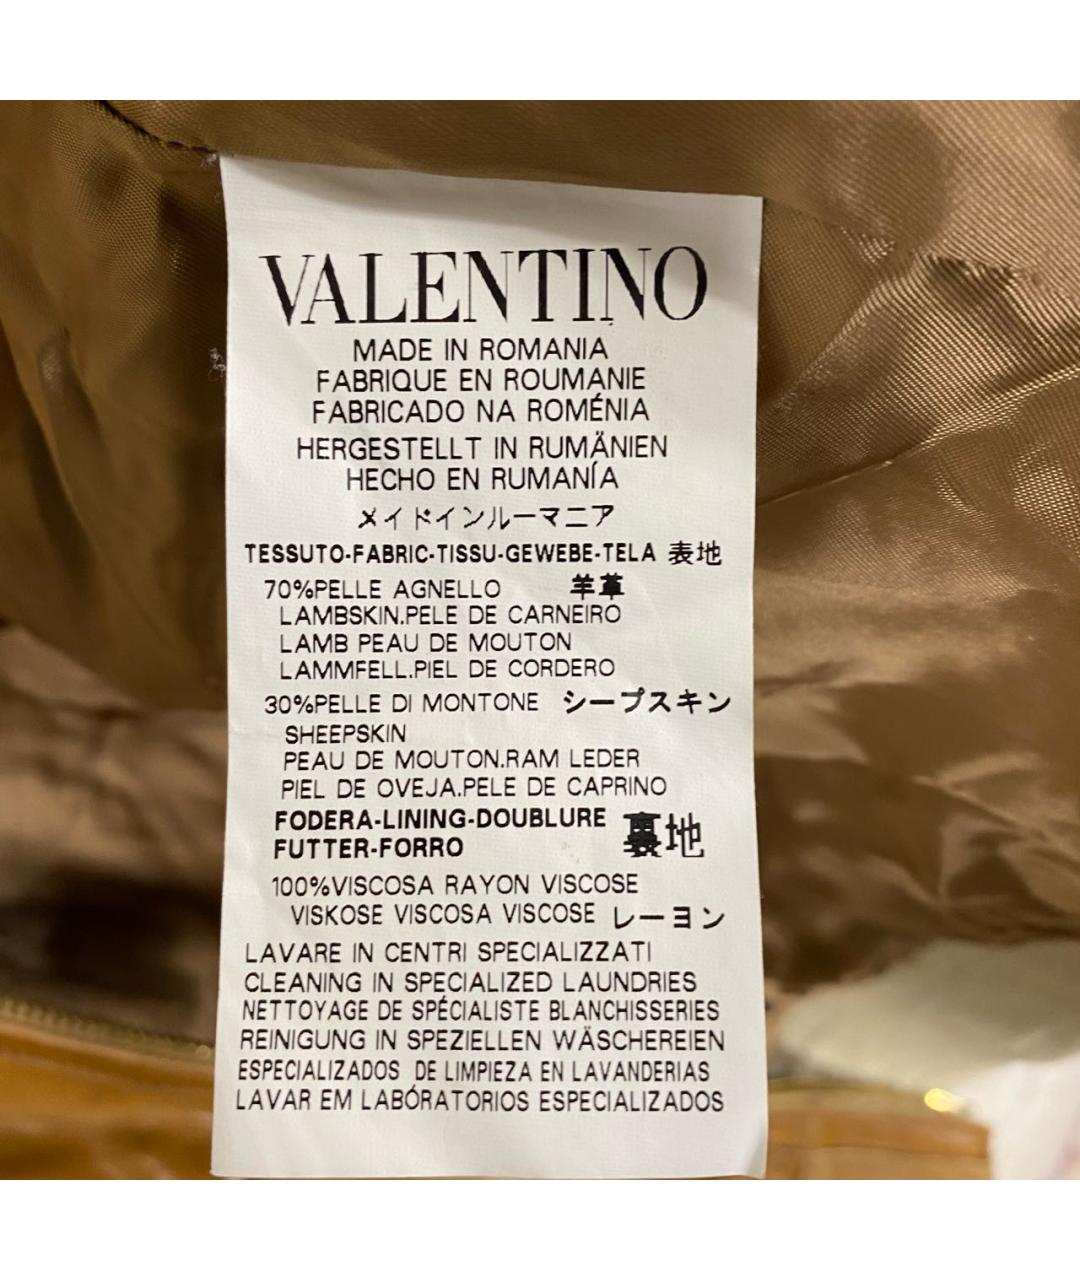 VALENTINO
MADE IN ROMANIA
FABRIQUE EN ROUMANIE
FABRICADO NA ROMÉNIA
HERGESTELLT IN RUMÄNIEN
HECHO EN RUMANÍA
メイドインルーマニア
TESSUTO-FABRIC-TISSU-GEWEBE-TELA 表地
70%PELLE AGNELLO 羊革
LAMBSKIN.PELE DE CARNEIRO
LAMB PEAU DE MOUTON
LAMMFELL.PIEL DE CORDERO
30%PELLE DI MONTONE シープスキン
SHEEPSKIN
PEAU DE MOUTON.RAM LEDER
PIEL DE OVEJA.PELE DE CAPRINO
FODERA-LINING-DOUBLURE 裏地
FUTTER-FORRO
100%VISCOSA RAYON VISCOSE
VISKOSE VISCOSA VISCOSE レーヨン
LAVARE IN CENTRI SPECIALIZZATI
CLEANING IN SPECIALIZED LAUNDRIES
NETTOYAGE DE SPÉCIALISTE BLANCHISSERIES
REINIGUNG IN SPEZIELLEN WÄSCHEREIEN
ESPECIALIZADOS DE LIMPIEZA EN LAVANDERIAS
LAVAR EM LABÓRATORIOS ESPECIALIZADOS